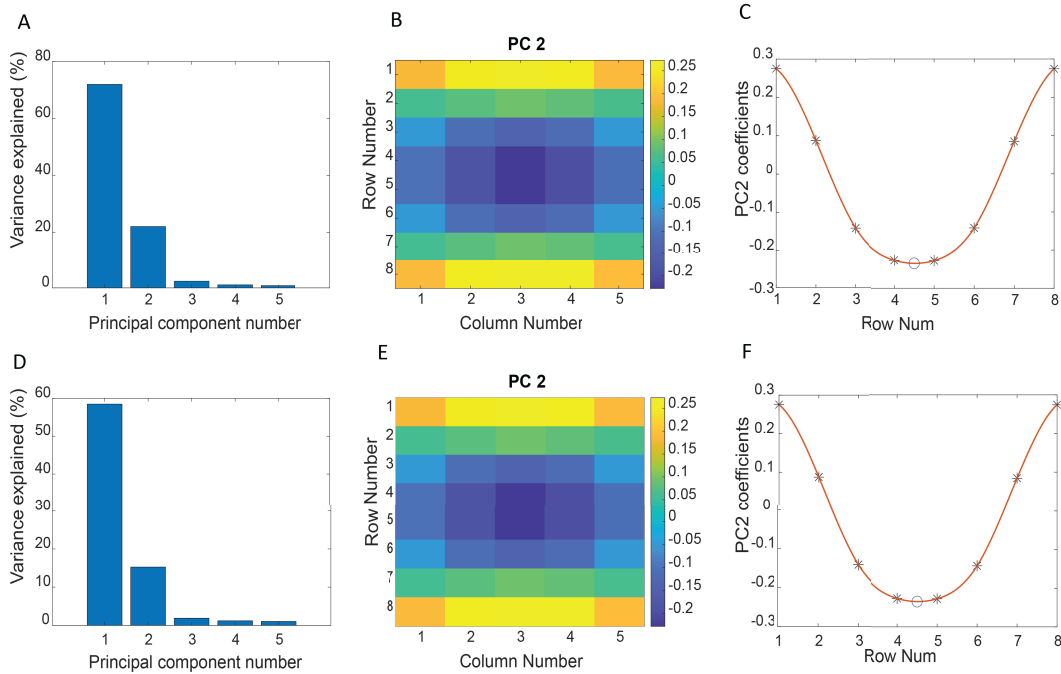 A
Variance explained (%)
80
60
40
20
0
1 2 3 4 5
Principal component number
B
PC 2
Row Number
1
2
3
4
5
6
7
8
1 2 3 4 5
Column Number
0.25
0.2
0.15
0.1
0.05
0
-0.05
-0.1
-0.15
-0.2
C
PC2 coefficients
0.3
0.2
0.1
0
-0.1
-0.2
-0.3
1 2 3 4 5 6 7 8
Row Num
D
Variance explained (%)
60
50
40
30
20
10
0
1 2 3 4 5
Principal component number
E
PC 2
Row Number
1
2
3
4
5
6
7
8
1 2 3 4 5
Column Number
0.25
0.2
0.15
0.1
0.05
0
-0.05
-0.1
-0.15
-0.2
F
PC2 coefficients
0.3
0.2
0.1
0
-0.1
-0.2
-0.3
1 2 3 4 5 6 7 8
Row Num